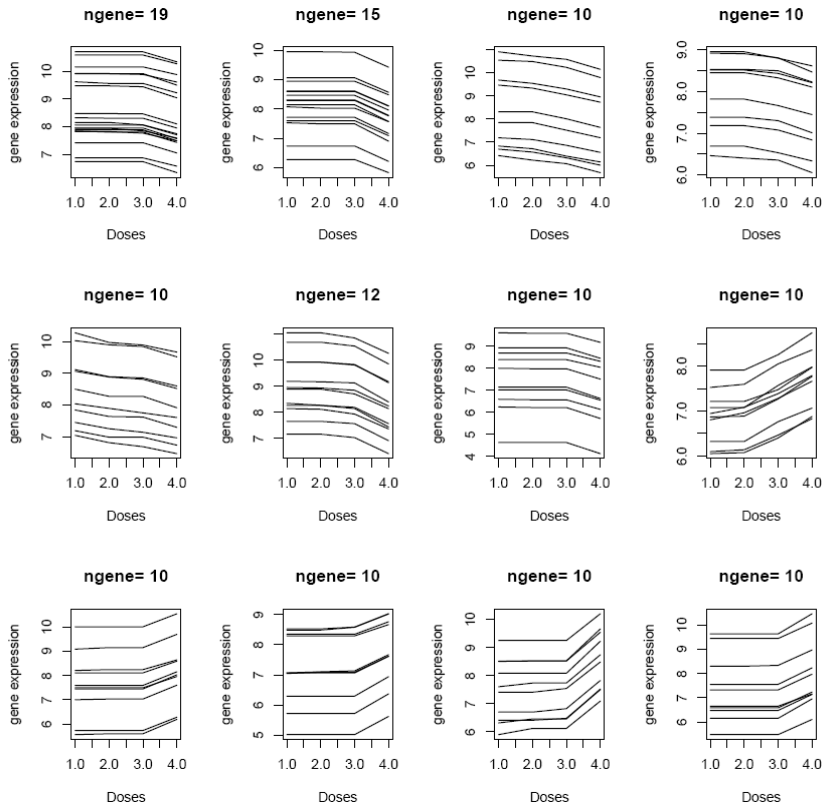 ngene= 19
ngene= 15
ngene= 10
ngene= 10
gene expression
7 8 9 10
1.0 2.0 3.0 4.0
Doses
gene expression
6 7 8 9 10
1.0 2.0 3.0 4.0
Doses
gene expression
6 7 8 9 10
1.0 2.0 3.0 4.0
Doses
gene expression
6.0 7.0 8.0 9.0
1.0 2.0 3.0 4.0
Doses
ngene= 10
ngene= 12
ngene= 10
ngene= 10
gene expression
7 8 9 10
1.0 2.0 3.0 4.0
Doses
gene expression
7 8 9 10
1.0 2.0 3.0 4.0
Doses
gene expression
4 5 6 7 8 9
1.0 2.0 3.0 4.0
Doses
gene expression
6.0 7.0 8.0
1.0 2.0 3.0 4.0
Doses
ngene= 10
ngene= 10
ngene= 10
ngene= 10
gene expression
6 7 8 9 10
1.0 2.0 3.0 4.0
Doses
gene expression
5 6 7 8 9
1.0 2.0 3.0 4.0
Doses
gene expression
6 7 8 9 10
1.0 2.0 3.0 4.0
Doses
gene expression
6 7 8 9 10
1.0 2.0 3.0 4.0
Doses